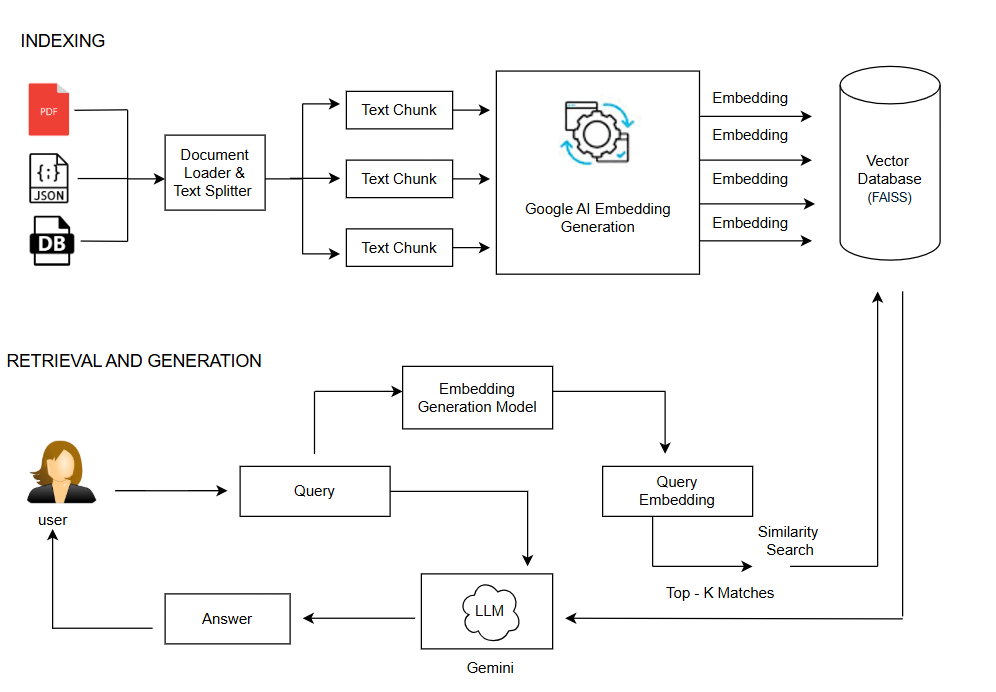 INDEXING
PDF
{;}
JSON
DB
Document
Loader &
Text Splitter
Text Chunk
Text Chunk
Text Chunk
Google AI Embedding
Generation
Embedding
Embedding
Embedding
Embedding
Vector
Database
(FAISS)
RETRIEVAL AND GENERATION
Embedding
Generation Model
user
Query
Query
Embedding
Similarity
Search
Top - K Matches
Answer
LLM
Gemini